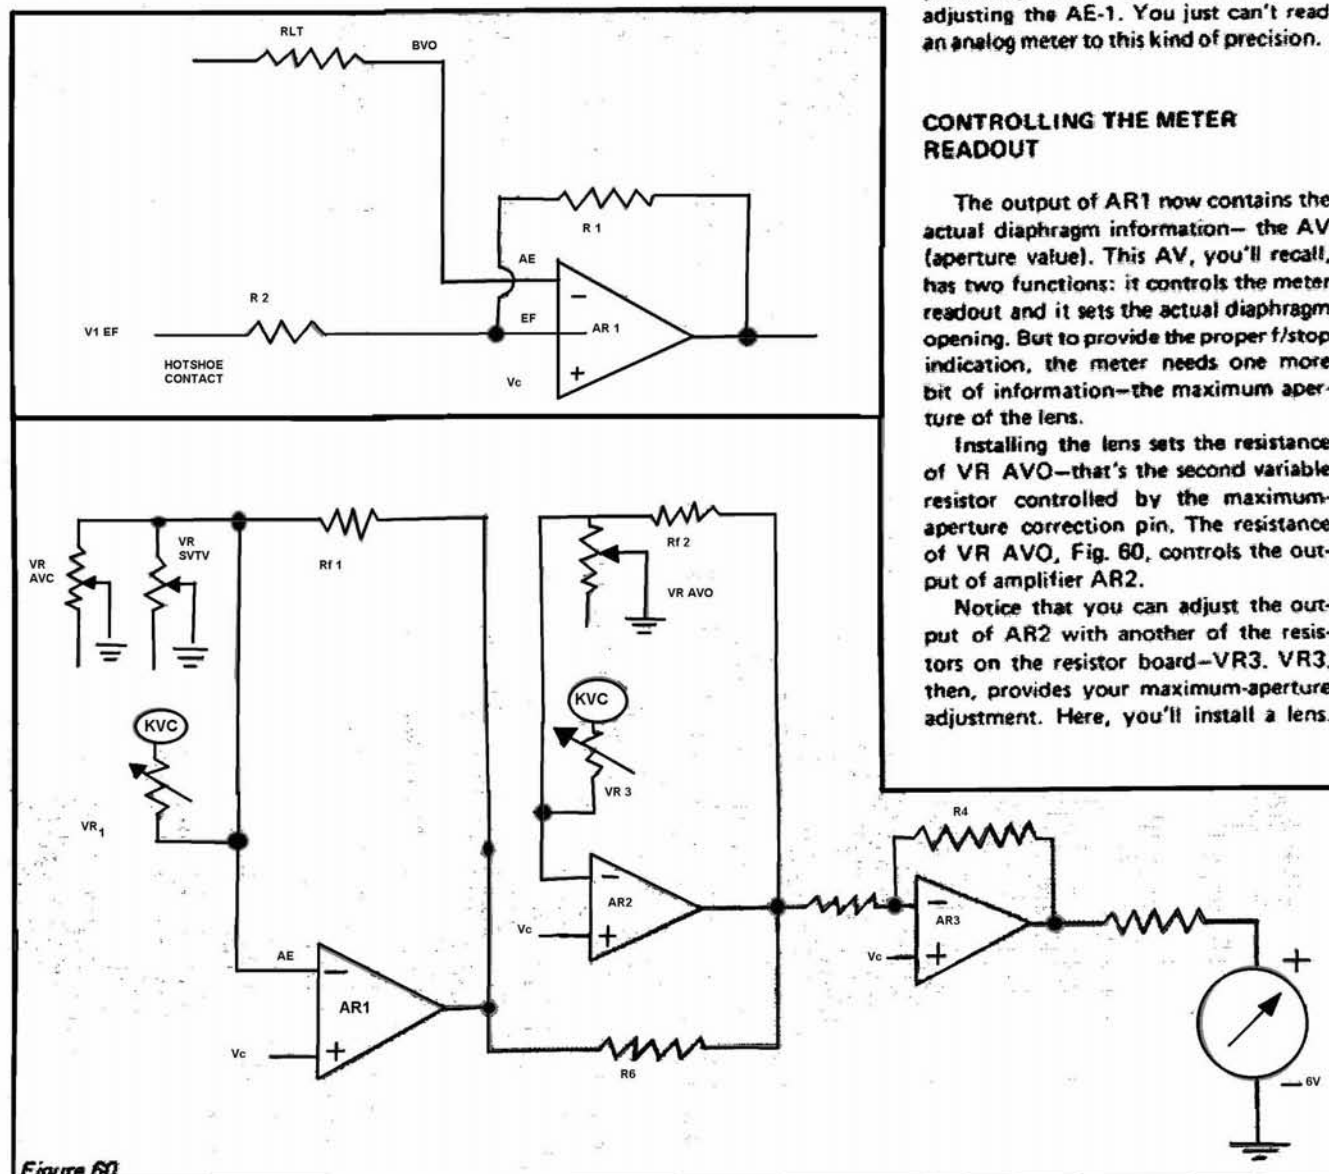 RLT
BVO
R 1
AE
R 2
V1 EF
EF
AR 1
HOTSHOE
CONTACT
Vc
−
+
VR
AVC
VR
SVTV
Rf 1
Rf 2
VR AVO
KVC
KVC
VR 3
VR1
R4
−
AR2
Vc
+
−
AR3
Vc
+
AE
−
AR1
Vc
+
R6
+
− 6V
Figure 60
adjusting the AE-1. You just can't read
an analog meter to this kind of precision.
CONTROLLING THE METER
READOUT
The output of AR1 now contains the
actual diaphragm information— the AV
(aperture value). This AV, you'll recall,
has two functions: it controls the meter
readout and it sets the actual diaphragm
opening. But to provide the proper f/stop
indication, the meter needs one more
bit of information—the maximum aper-
ture of the lens.
Installing the lens sets the resistance
of VR AVO—that's the second variable
resistor controlled by the maximum-
aperture correction pin. The resistance
of VR AVO, Fig. 60, controls the out-
put of amplifier AR2.
Notice that you can adjust the out-
put of AR2 with another of the resis-
tors on the resistor board—VR3. VR3,
then, provides your maximum-aperture
adjustment. Here, you'll install a lens.